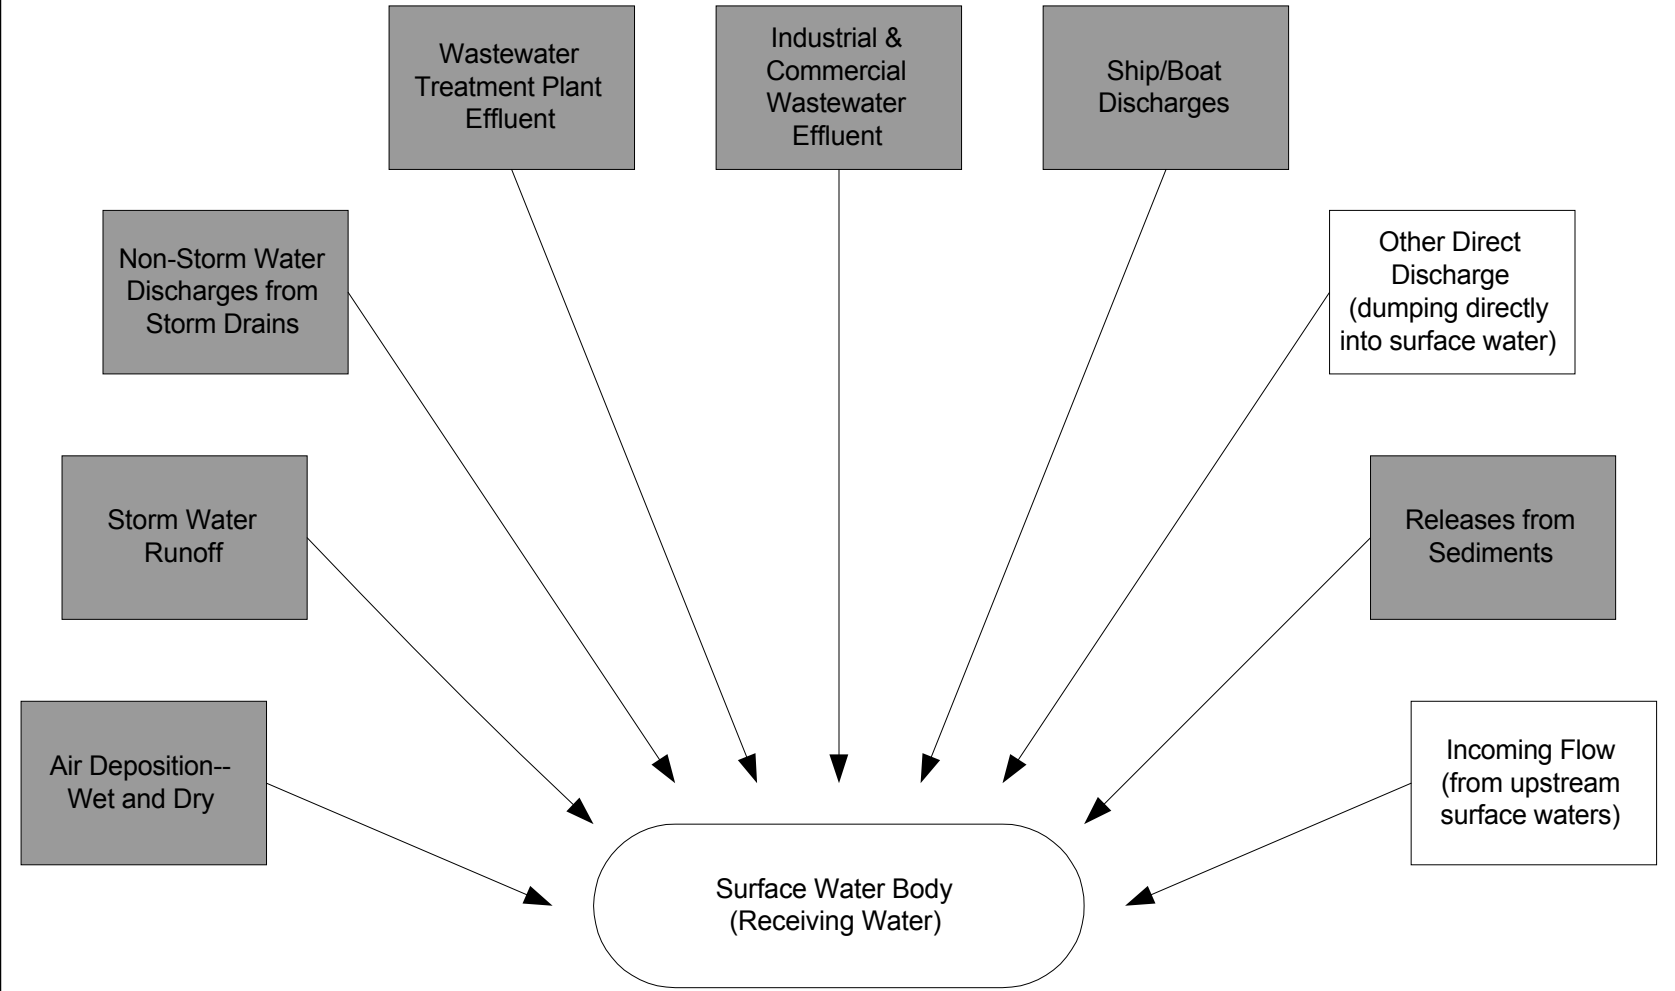 Wastewater
Treatment Plant
Effluent
Industrial &
Commercial
Wastewater
Effluent
Ship/Boat
Discharges
Non-Storm Water
Discharges from
Storm Drains
Other Direct
Discharge
(dumping directly
into surface water)
Storm Water
Runoff
Releases from
Sediments
Air Deposition--
Wet and Dry
Incoming Flow
(from upstream
surface waters)
Surface Water Body
(Receiving Water)